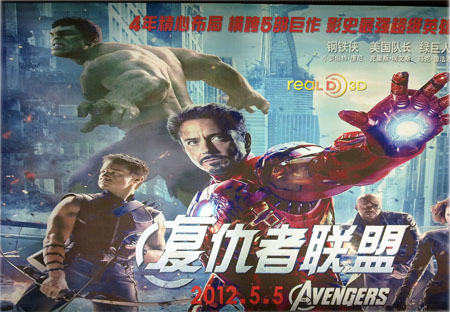 4年精心布局 横跨5部巨作 影史最强超级英雄
钢铁侠 美国队长 绿巨人
REAL D 3D
复仇者联盟
2012.5.5 AVENGERS